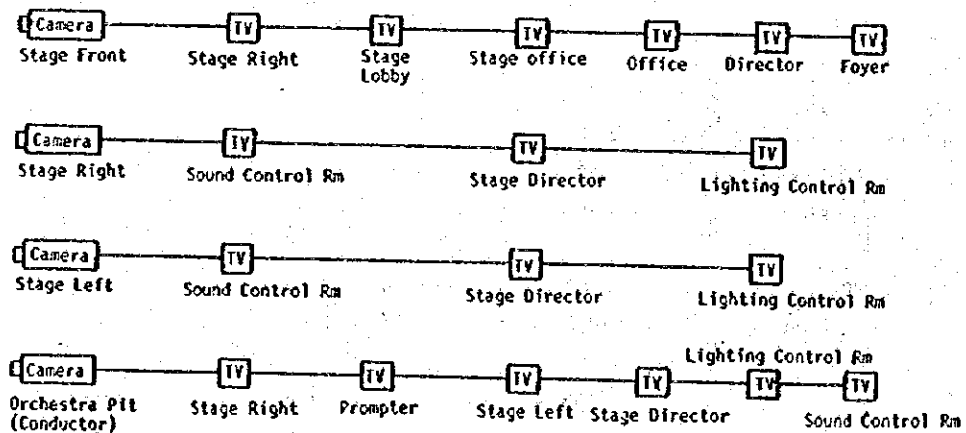 Camera TV TV TV TV TV TV
Stage Front Stage Right Stage Stage office Office Director Foyer
Lobby
Camera TV TV TV
Stage Right Sound Control Rm Stage Director Lighting Control Rm
Camera TV TV TV
Stage Left Sound Control Rm Stage Director Lighting Control Rm
Lighting Control Rm
Camera TV TV TV TV TV TV
Orchestra Pit Stage Right Prompter Stage Left Stage Director Sound Control Rm
(Conductor)